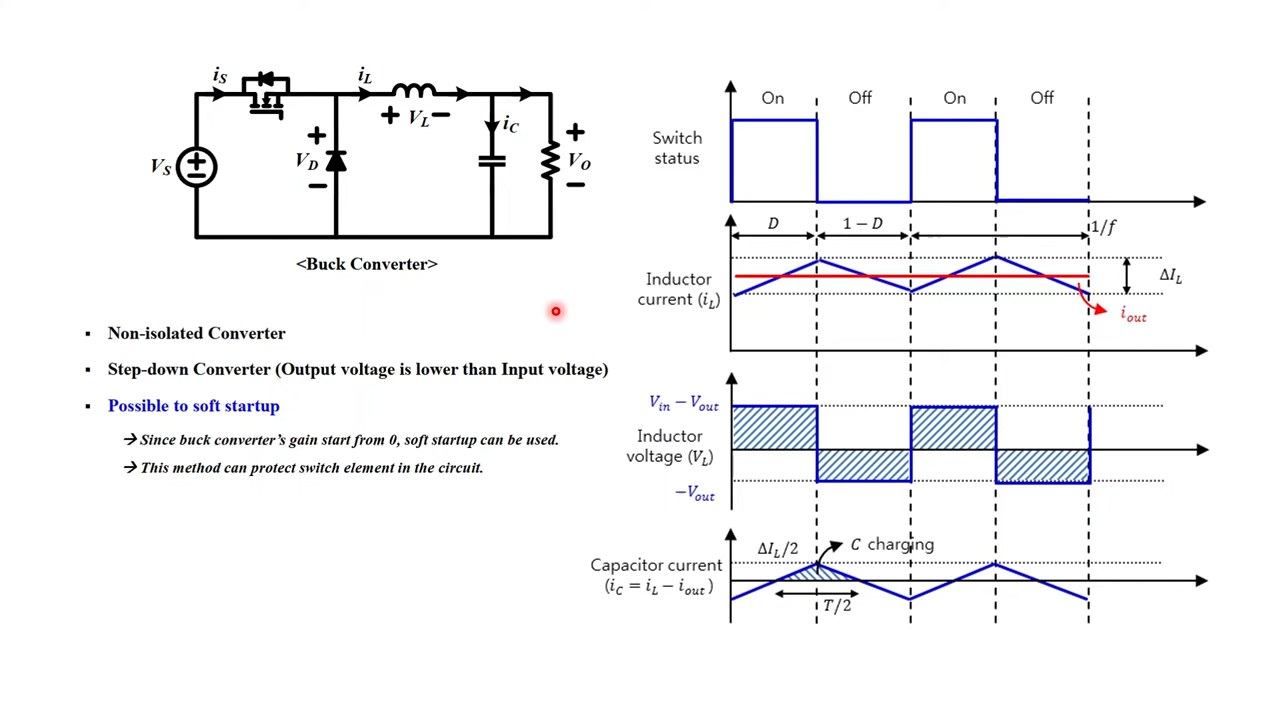 i_S
i_L
V_S
V_D
V_L
i_C
V_O
<Buck Converter>
▪ Non-isolated Converter
▪ Step-down Converter (Output voltage is lower than Input voltage)
▪ Possible to soft startup
→ Since buck converter's gain start from 0, soft startup can be used.
→ This method can protect switch element in the circuit.
On Off On Off
Switch
status
D 1 − D 1/f
Inductor
current (i_L)
ΔI_L
i_out
V_in − V_out
Inductor
voltage (V_L)
−V_out
ΔI_L/2
C charging
Capacitor current
(i_C = i_L − i_out)
T/2